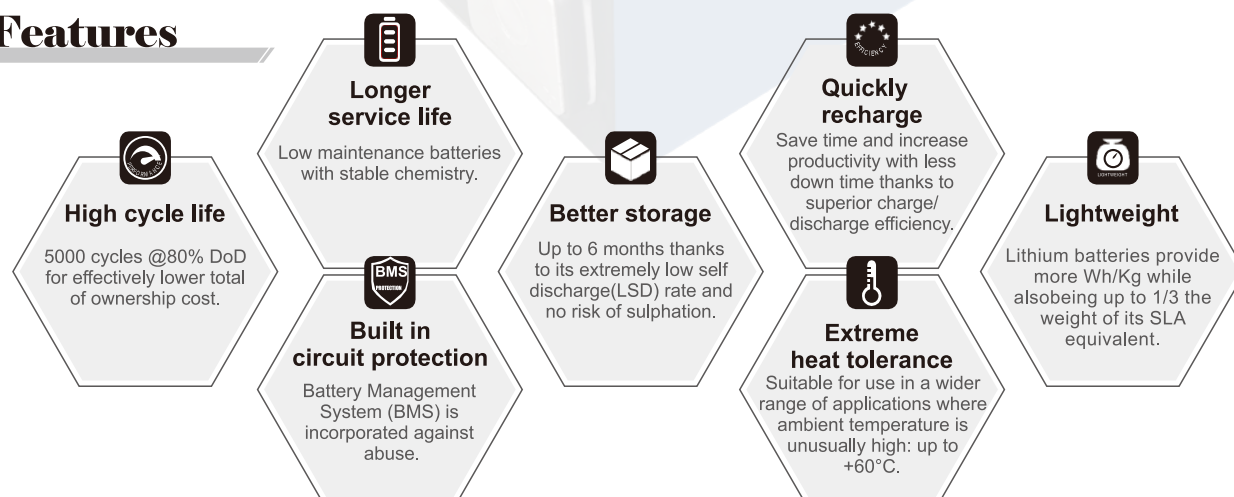 Features
Longer
service life
Low maintenance batteries
with stable chemistry.
EFFICIENCY
Quickly
recharge
Save time and increase
productivity with less
down time thanks to
superior charge/
discharge efficiency.
PERFORMANCE
High cycle life
5000 cycles @80% DoD
for effectively lower total
of ownership cost.
Better storage
Up to 6 months thanks
to its extremely low self
discharge(LSD) rate and
no risk of sulphation.
LIGHTWEIGHT
Lightweight
Lithium batteries provide
more Wh/Kg while
alsobeing up to 1/3 the
weight of its SLA
equivalent.
BMS
PROTECTION
Built in
circuit protection
Battery Management
System (BMS) is
incorporated against
abuse.
Extreme
heat tolerance
Suitable for use in a wider
range of applications where
ambient temperature is
unusually high: up to
+60°C.